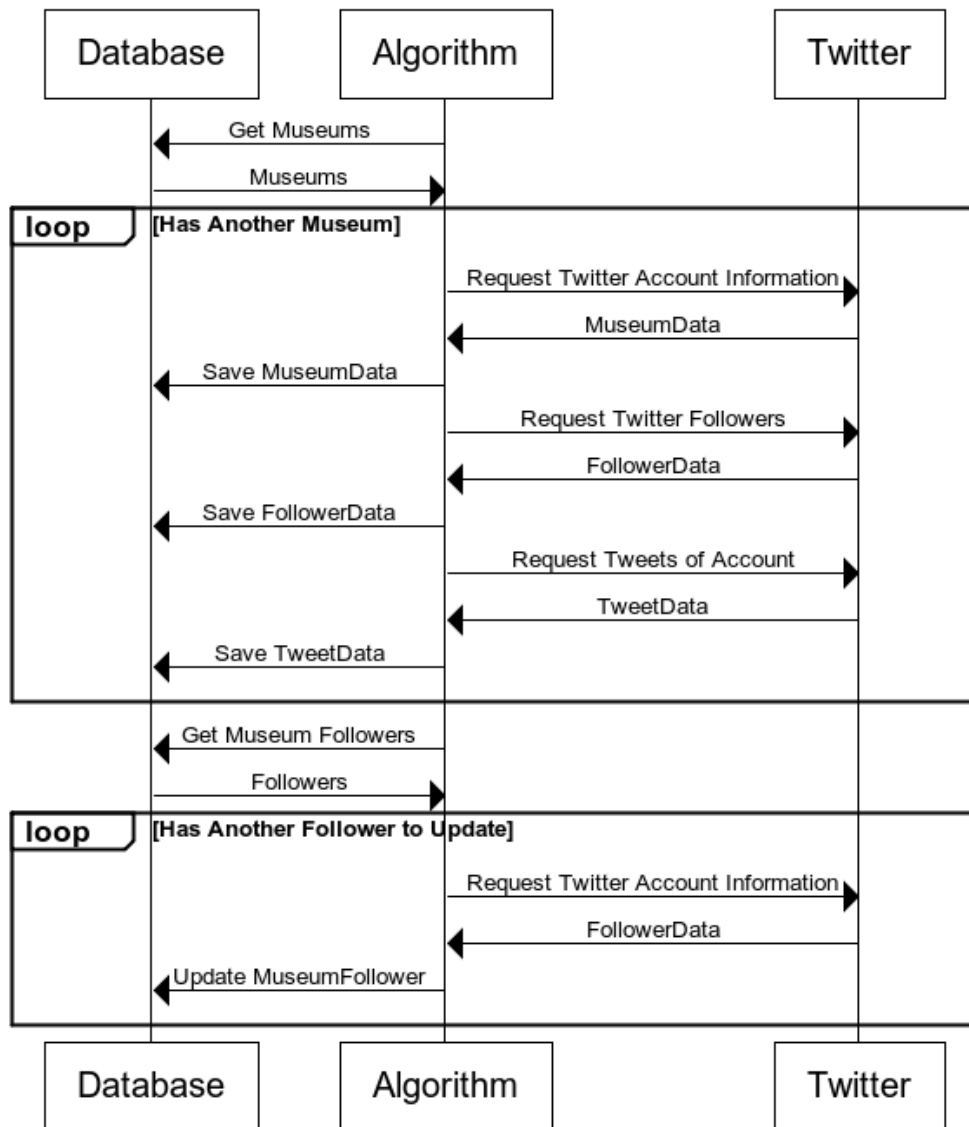 Database Algorithm Twitter
Get Museums
Museums
loop [Has Another Museum]
Request Twitter Account Information
MuseumData
Save MuseumData
Request Twitter Followers
FollowerData
Save FollowerData
Request Tweets of Account
TweetData
Save TweetData
Get Museum Followers
Followers
loop [Has Another Follower to Update]
Request Twitter Account Information
FollowerData
Update MuseumFollower
Database Algorithm Twitter